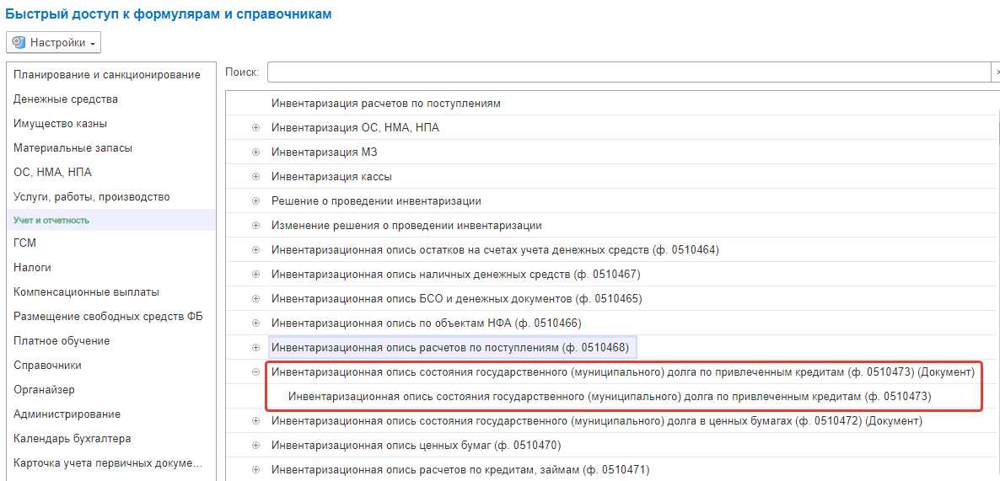 Быстрый доступ к формулярам и справочникам
Настройки
Планирование и санкционирование
Денежные средства
Имущество казны
Материальные запасы
ОС, НМА, НПА
Услуги, работы, производство
Учет и отчетность
ГСМ
Налоги
Компенсационные выплаты
Размещение свободных средств ФБ
Платное обучение
Справочники
Органайзер
Администрирование
Календарь бухгалтера
Карточка учета первичных докуме...
Поиск:
Инвентаризация расчетов по поступлениям
Инвентаризация ОС, НМА, НПА
Инвентаризация МЗ
Инвентаризация кассы
Решение о проведении инвентаризации
Изменение решения о проведении инвентаризации
Инвентаризационная опись остатков на счетах учета денежных средств (ф. 0510464)
Инвентаризационная опись наличных денежных средств (ф. 0510467)
Инвентаризационная опись БСО и денежных документов (ф. 0510465)
Инвентаризационная опись по объектам НФА (ф. 0510466)
Инвентаризационная опись расчетов по поступлениям (ф. 0510468)
Инвентаризационная опись состояния государственного (муниципального) долга по привлеченным кредитам (ф. 0510473) (Документ)
Инвентаризационная опись состояния государственного (муниципального) долга по привлеченным кредитам (ф. 0510473)
Инвентаризационная опись состояния государственного (муниципального) долга в ценных бумагах (ф. 0510472) (Документ)
Инвентаризационная опись ценных бумаг (ф. 0510470)
Инвентаризационная опись расчетов по кредитам, займам (ф. 0510471)